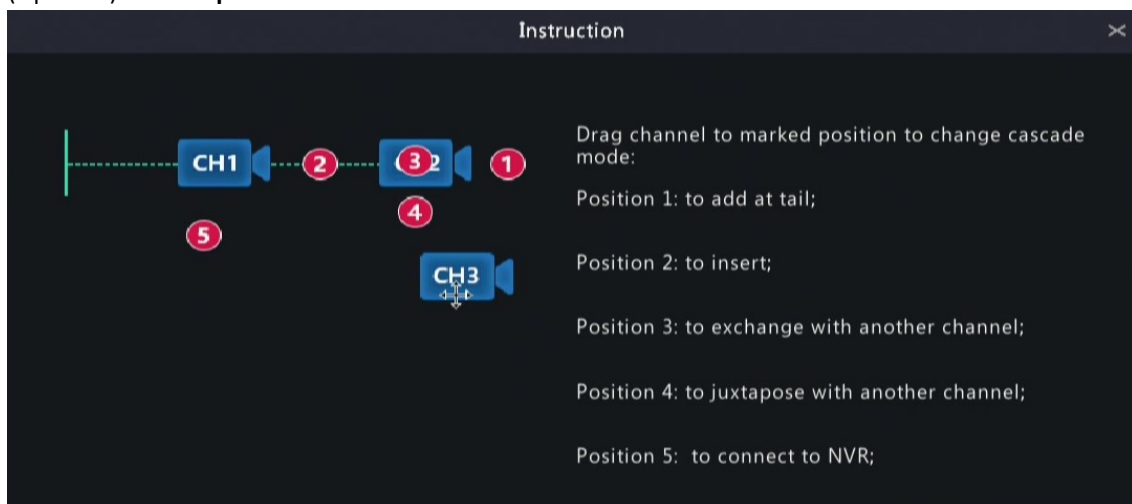 Instruction
Drag channel to marked position to change cascade
mode:
CH1
2
3
2
1
Position 1: to add at tail;
4
5
Position 2: to insert;
CH3
Position 3: to exchange with another channel;
Position 4: to juxtapose with another channel;
Position 5: to connect to NVR;